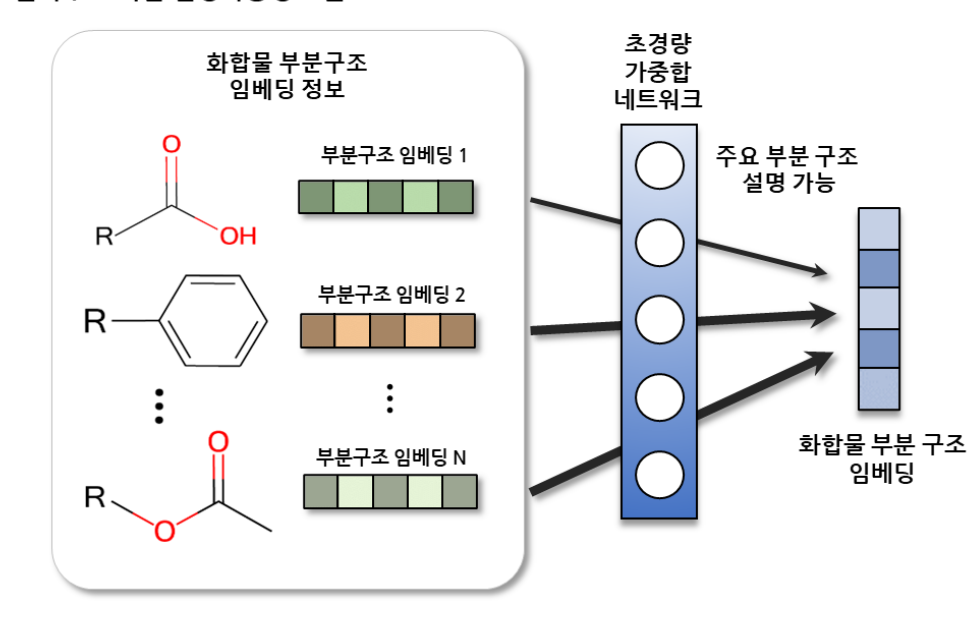 화합물 부분구조
임베딩 정보
O
R
OH
부분구조 임베딩 1
R
부분구조 임베딩 2
O
R
O
부분구조 임베딩 N
초경량
가중합
네트워크
주요 부분 구조
설명 가능
화합물 부분 구조
임베딩